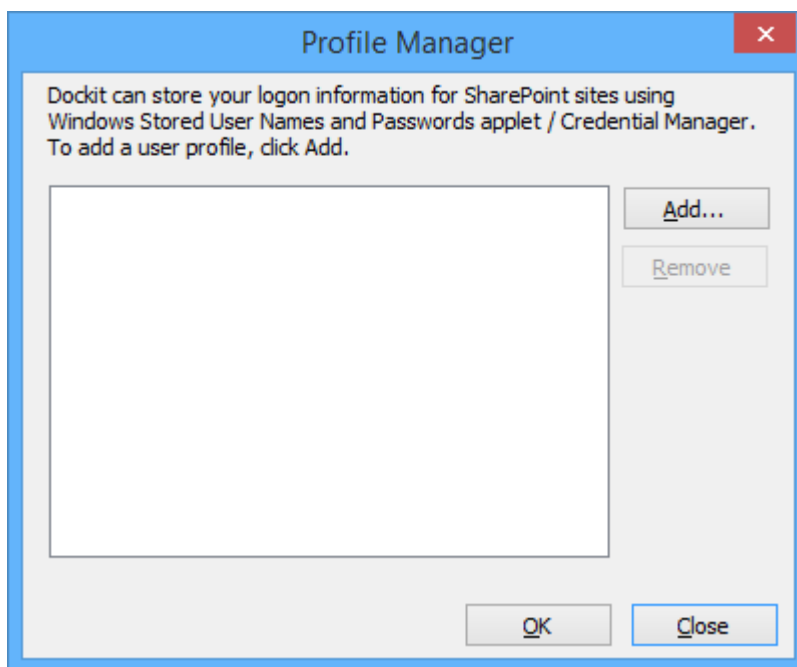 Profile Manager
Dockit can store your logon information for SharePoint sites using
Windows Stored User Names and Passwords applet / Credential Manager.
To add a user profile, click Add.
Add...
Remove
OK
Close